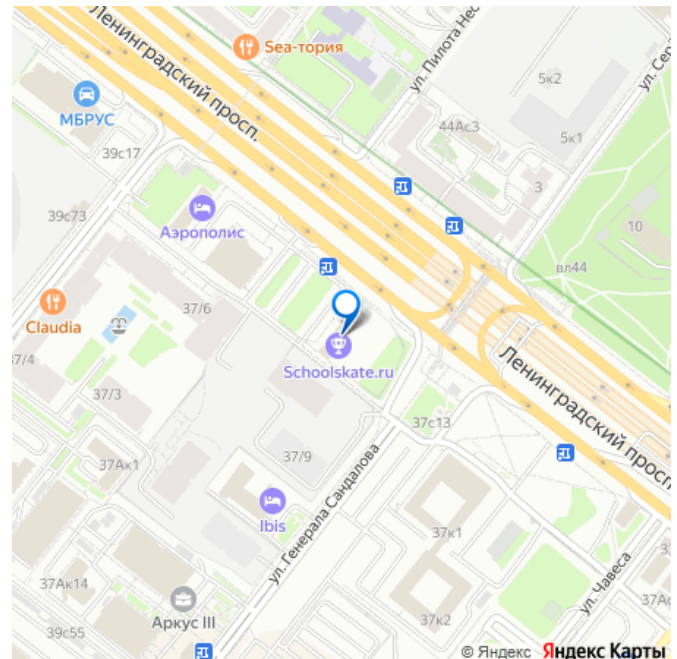 Ленинградский просп.
Sea-тория
ул. Пилота Нес
ул. Сер
5к2
МБРУС
44Ас3
5к1
39с17
3
39с73
Аэрополис
10
вл44
37/6
Claudia
37/4
Schoolskate.ru
Ленинградский просп.
37/3
37с13
37/9
37Ак1
ул. Генерала Сандалова
Ibis
37к1
ул. Чавеса
37Ак14
37Ас
Аркус III
37к2
39с55
© Яндекс Яндекс Карты